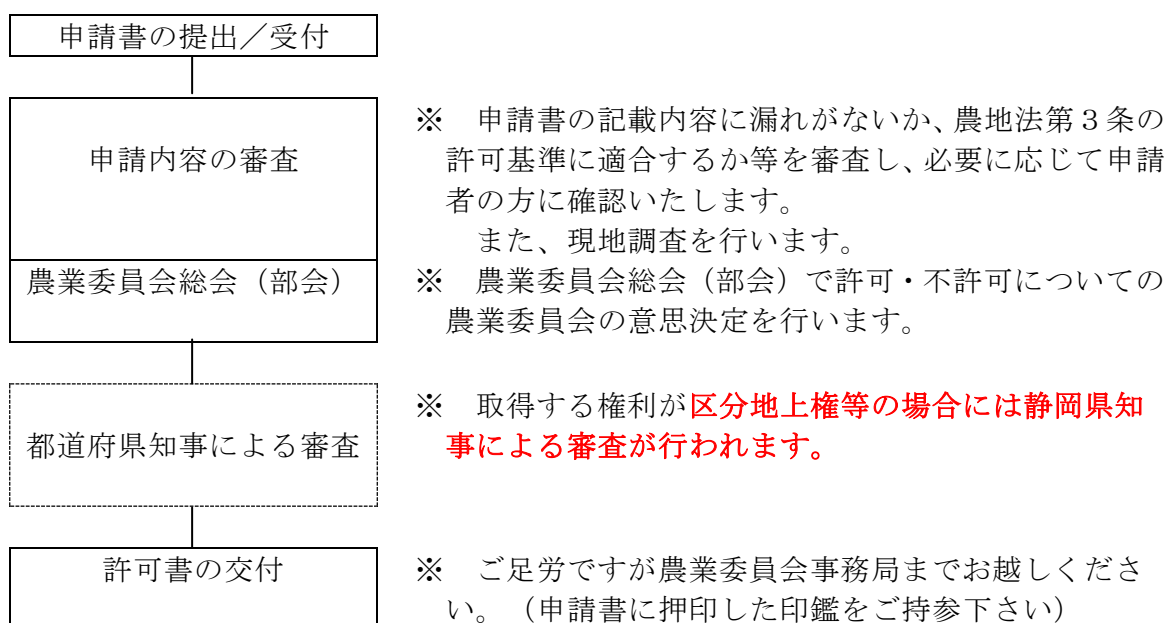 申請書の提出／受付
申請内容の審査
※　申請書の記載内容に漏れがないか、農地法第３条の
許可基準に適合するか等を審査し、必要に応じて申請
者の方に確認いたします。
また、現地調査を行います。
農業委員会総会（部会）
※　農業委員会総会（部会）で許可・不許可についての
農業委員会の意思決定を行います。
都道府県知事による審査
※　取得する権利が区分地上権等の場合には静岡県知
事による審査が行われます。
許可書の交付
※　ご足労ですが農業委員会事務局までお越しくださ
い。（申請書に押印した印鑑をご持参下さい）